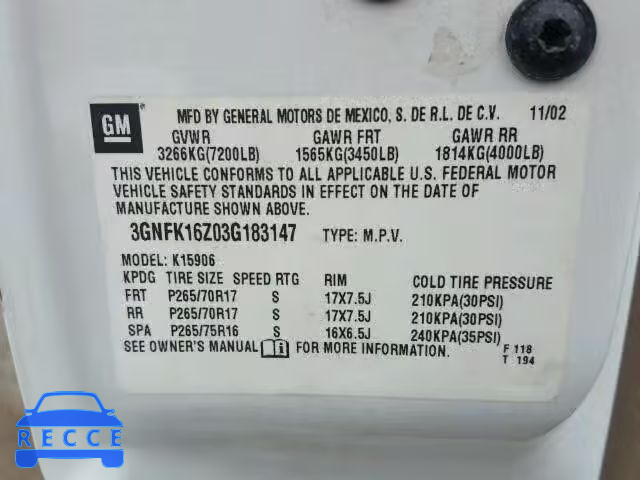 GM
MFD BY GENERAL MOTORS DE MEXICO, S. DE R.L. DE C.V. 11/02
GVWR GAWR FRT GAWR RR
3266KG(7200LB) 1565KG(3450LB) 1814KG(4000LB)
THIS VEHICLE CONFORMS TO ALL APPLICABLE U.S. FEDERAL MOTOR
VEHICLE SAFETY STANDARDS IN EFFECT ON THE DATE OF
MANUFACTURE SHOWN ABOVE.
3GNFK16Z03G183147 TYPE: M.P.V.
MODEL: K15906
KPDG TIRE SIZE SPEED RTG RIM COLD TIRE PRESSURE
FRT P265/70R17 S 17X7.5J 210KPA(30PSI)
RR P265/70R17 S 17X7.5J 210KPA(30PSI)
SPA P265/75R16 S 16X6.5J 240KPA(35PSI)
SEE OWNER'S MANUAL FOR MORE INFORMATION.
F 118
T 194
RECCE